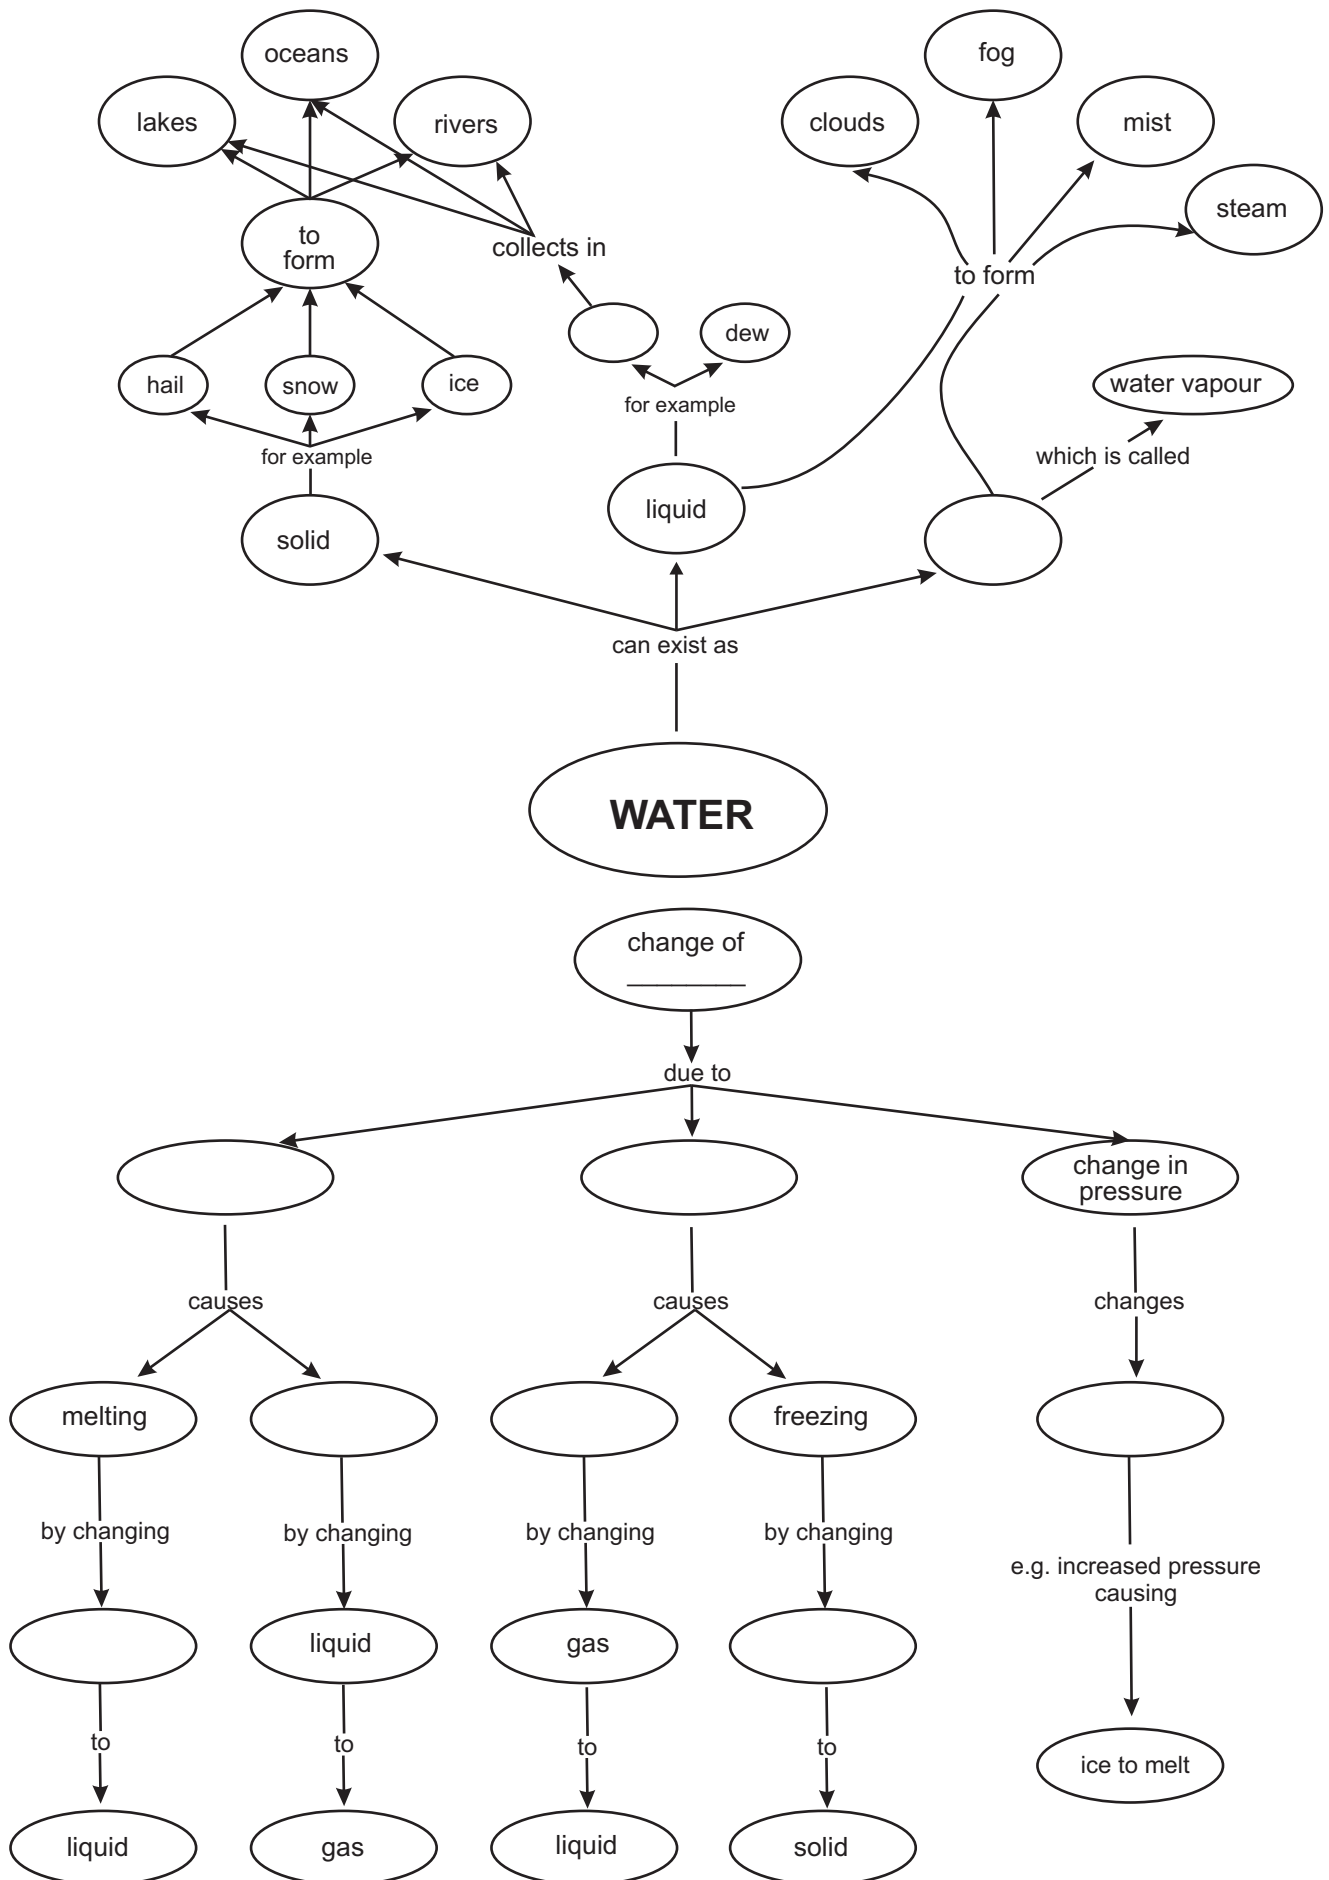 oceans
fog
lakes
rivers
clouds
mist
steam
to
form
collects in
to form
dew
hail
snow
ice
water vapour
for example
for example
which is called
liquid
solid
can exist as
WATER
change of
________
due to
change in
pressure
causes
causes
changes
melting
freezing
by changing
by changing
by changing
by changing
e.g. increased pressure
causing
liquid
gas
to
to
to
to
ice to melt
liquid
gas
liquid
solid